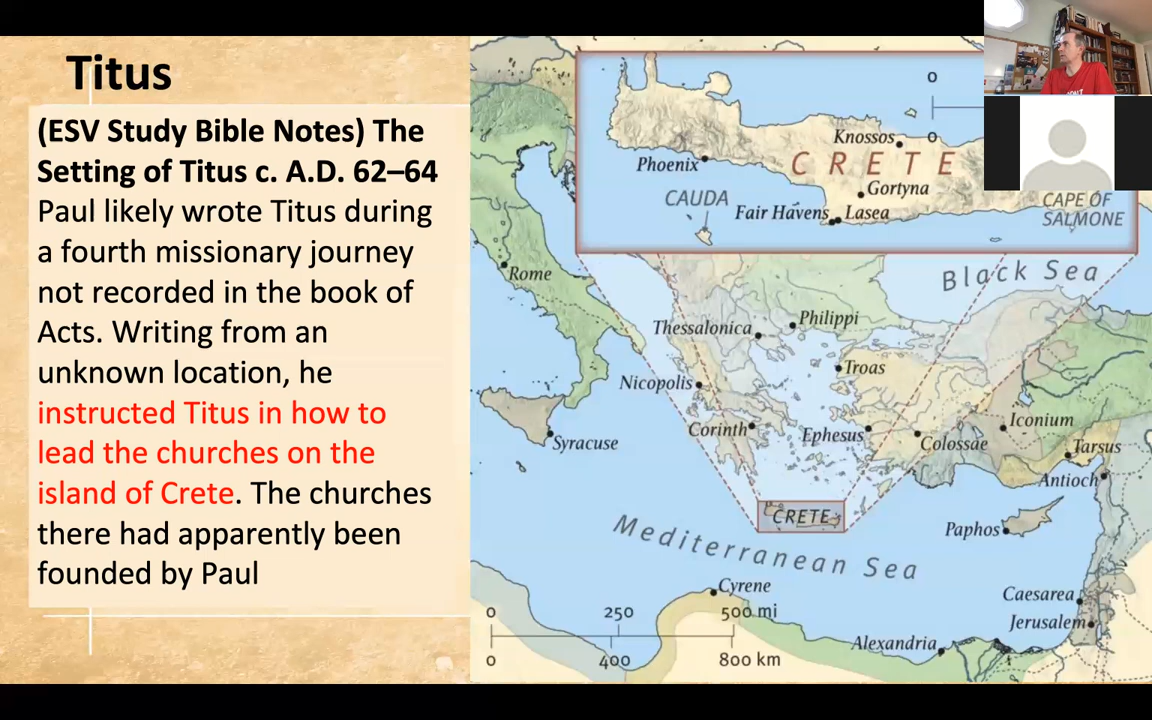 Titus
(ESV Study Bible Notes) The
Setting of Titus c. A.D. 62–64
Paul likely wrote Titus during
a fourth missionary journey
not recorded in the book of
Acts. Writing from an
unknown location, he
instructed Titus in how to
lead the churches on the
island of Crete. The churches
there had apparently been
founded by Paul
0
0
Knossos
Phoenix
CRETE
Gortyna
CAUDA
Fair Havens
Lasea
CAPE OF
SALMONE
Black Sea
Rome
Thessalonica
Philippi
Troas
Nicopolis
Corinth
Ephesus
Colossae
Iconium
Tarsus
Syracuse
Antioch
CRETE
Paphos
Mediterranean Sea
Cyrene
Caesarea
Jerusalem
Alexandria
0 250 500 mi
0 400 800 km